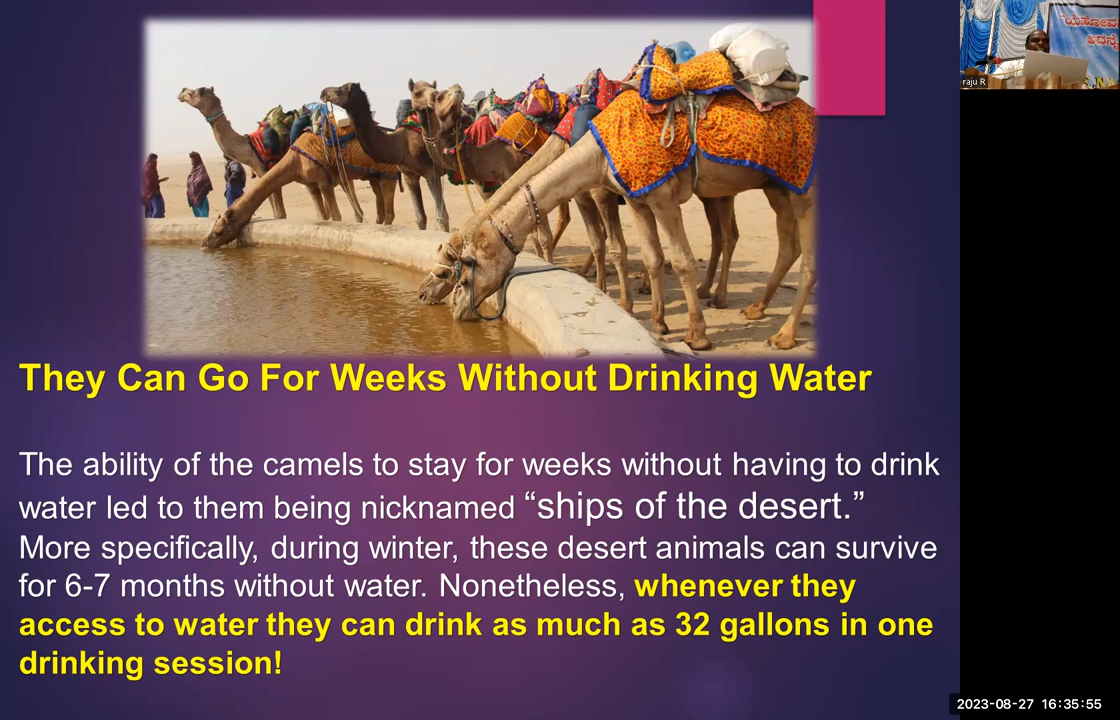 They Can Go For Weeks Without Drinking Water
The ability of the camels to stay for weeks without having to drink
water led to them being nicknamed “ships of the desert.”
More specifically, during winter, these desert animals can survive
for 6-7 months without water. Nonetheless, whenever they
access to water they can drink as much as 32 gallons in one
drinking session!
raju R
2023-08-27 16:35:55